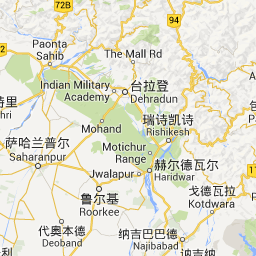 72B
94
Paonta
Sahib
The Mall Rd
Indian Military
Academy
台拉登
Dehradun
里
hri
瑞诗凯诗
Rishikesh
Mohand
萨哈兰普尔
Saharanpur
Motichur
Range
赫尔德瓦尔
Haridwar
Jwalapur
鲁尔基
Roorkee
戈德瓦拉
Kotdwara
代奥本德
Deoband
纳吉巴巴德
Najibabad